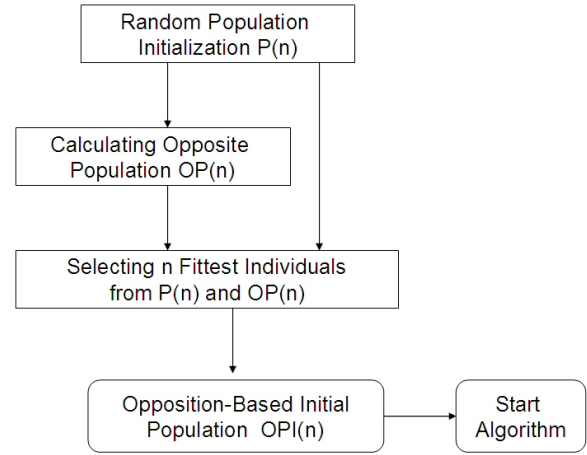 Random Population
Initialization P(n)
Calculating Opposite
Population OP(n)
Selecting n Fittest Individuals
from P(n) and OP(n)
Opposition-Based Initial
Population OPI(n)
Start
Algorithm